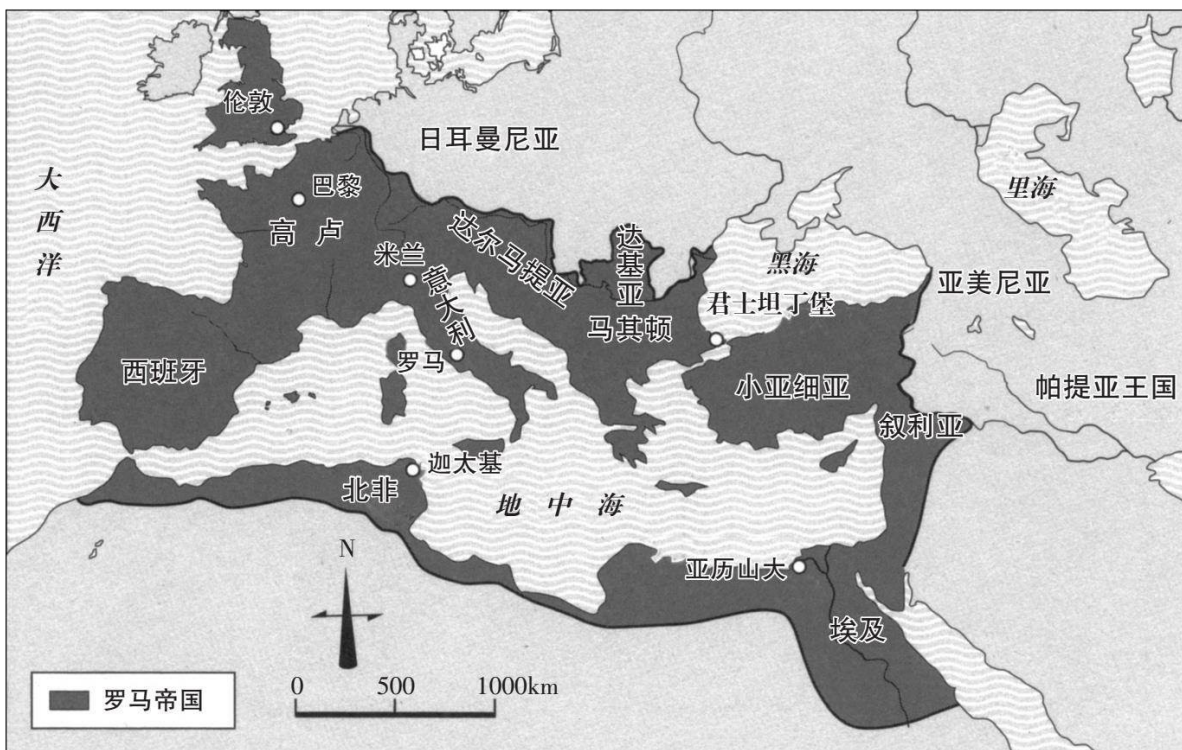 伦敦
日耳曼尼亚
大西洋
巴黎
里海
高卢
达尔马提亚
达基亚
米兰
黑海
意大利
亚美尼亚
君士坦丁堡
马其顿
罗马
西班牙
小亚细亚
帕提亚王国
叙利亚
迦太基
北非
地中海
N
亚历山大
埃及
罗马帝国
0 500 1000km